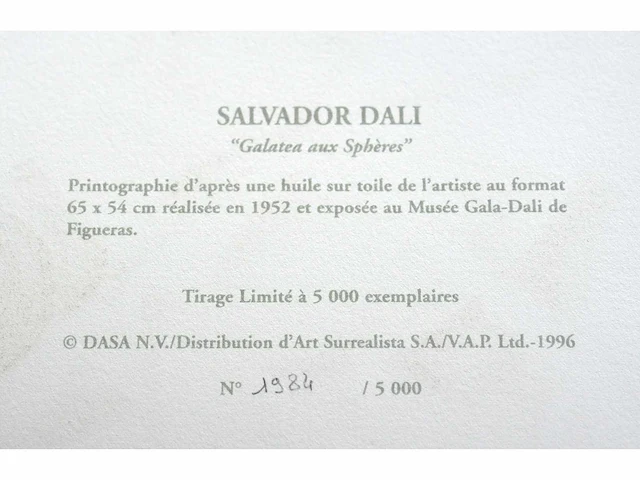 SALVADOR DALI
“Galatea aux Sphères”
Printographie d’après une huile sur toile de l’artiste au format
65 x 54 cm réalisée en 1952 et exposée au Musée Gala-Dali de
Figueras.
Tirage Limité à 5 000 exemplaires
© DASA N.V./Distribution d’Art Surrealista S.A./V.A.P. Ltd.-1996
N° 1984 / 5 000